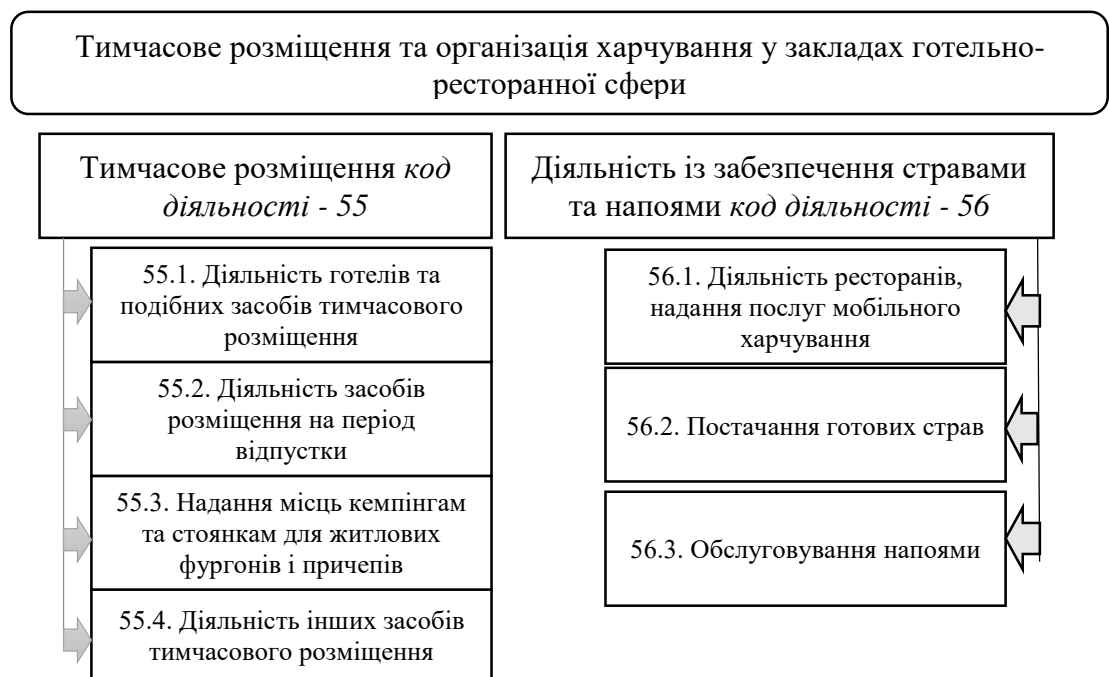 Тимчасове розміщення та організація харчування у закладах готельно-
ресторанної сфери
Тимчасове розміщення код
діяльності - 55
55.1. Діяльність готелів та
подібних засобів тимчасового
розміщення
55.2. Діяльність засобів
розміщення на період
відпустки
55.3. Надання місць кемпінгам
та стоянкам для житлових
фургонів і причепів
55.4. Діяльність інших засобів
тимчасового розміщення
Діяльність із забезпечення стравами
та напоями код діяльності - 56
56.1. Діяльність ресторанів,
надання послуг мобільного
харчування
56.2. Постачання готових страв
56.3. Обслуговування напоями